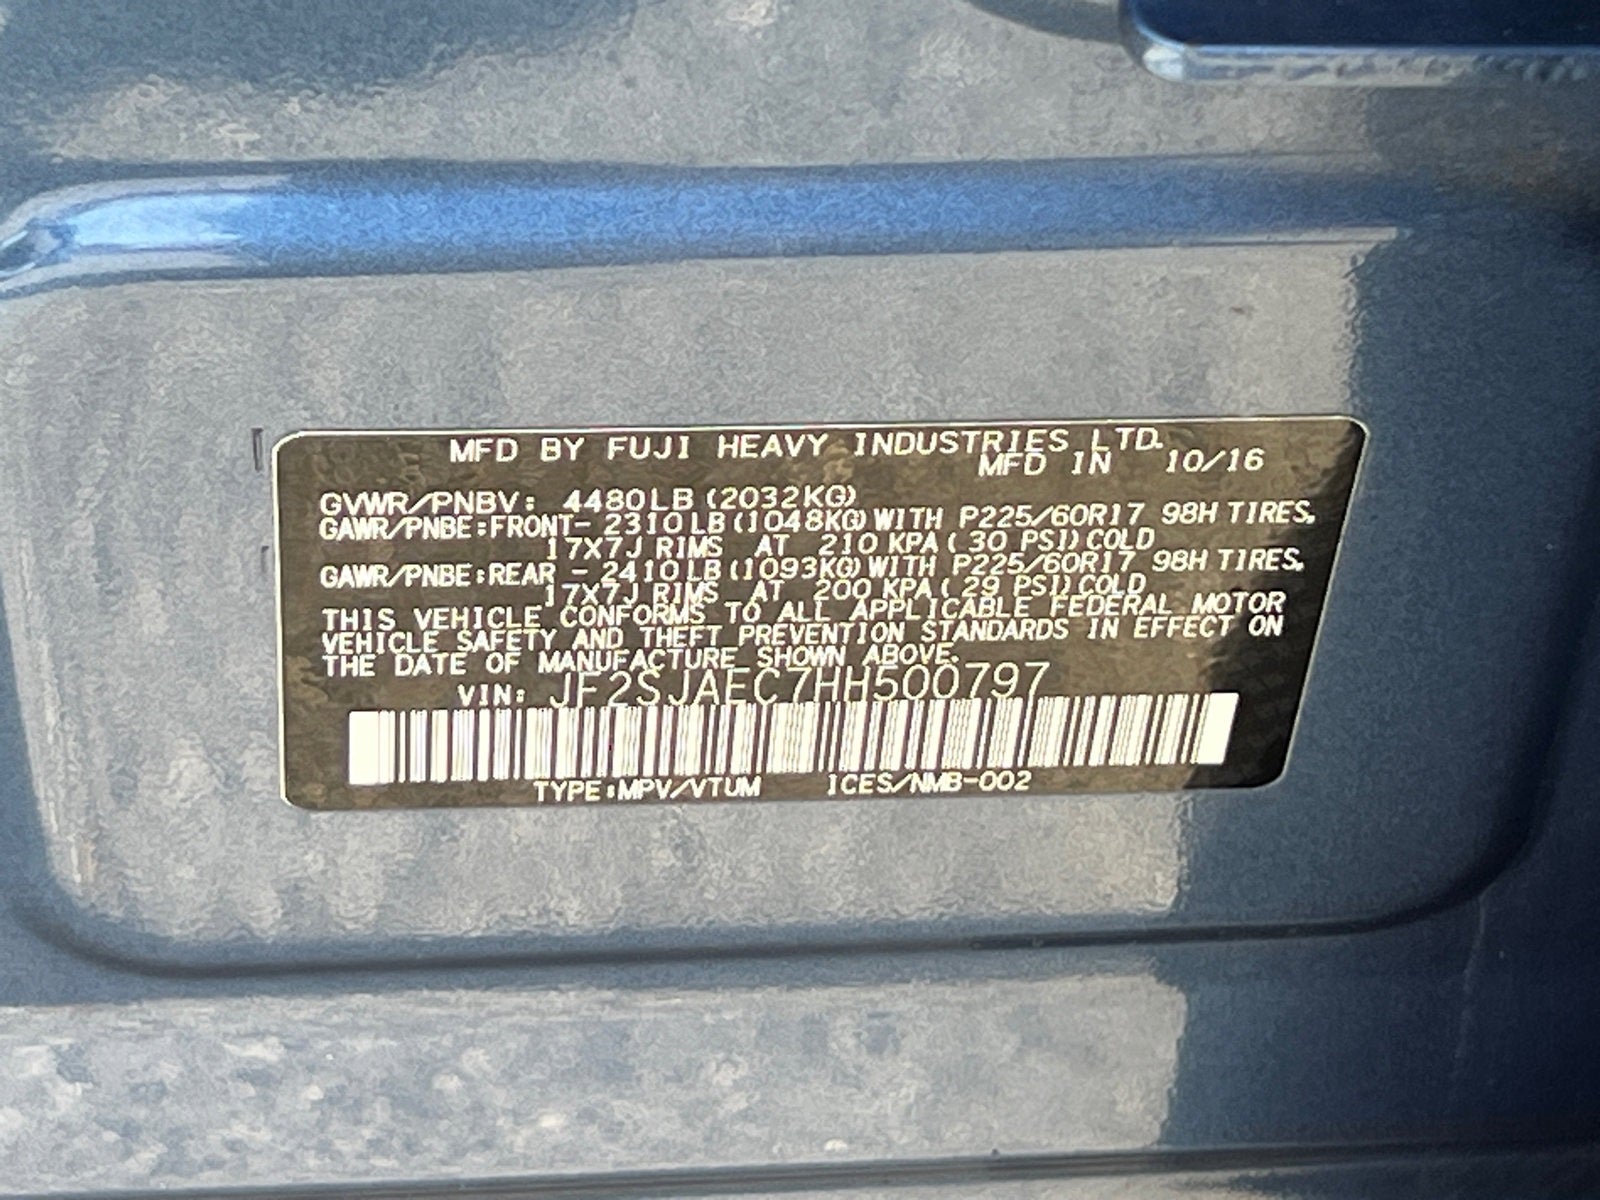 MFD BY FUJI HEAVY INDUSTRIES LTD.
MFD IN 10/16
GVWR/PNBV: 4480LB (2032KG)
GAWR/PNBE:FRONT- 2310LB(1048KG)WITH P225/60R17 98H TIRES,
17X7J RIMS AT 210 KPA( 30 PSI)COLD
GAWR/PNBE:REAR - 2410LB(1093KG)WITH P225/60R17 98H TIRES,
17X7J RIMS AT 200 KPA( 29 PSI)COLD
THIS VEHICLE CONFORMS TO ALL APPLICABLE FEDERAL MOTOR
VEHICLE SAFETY AND THEFT PREVENTION STANDARDS IN EFFECT ON
THE DATE OF MANUFACTURE SHOWN ABOVE.
VIN: JF2SJAEC7HH500797
TYPE:MPV/VTUM ICES/NMB-002